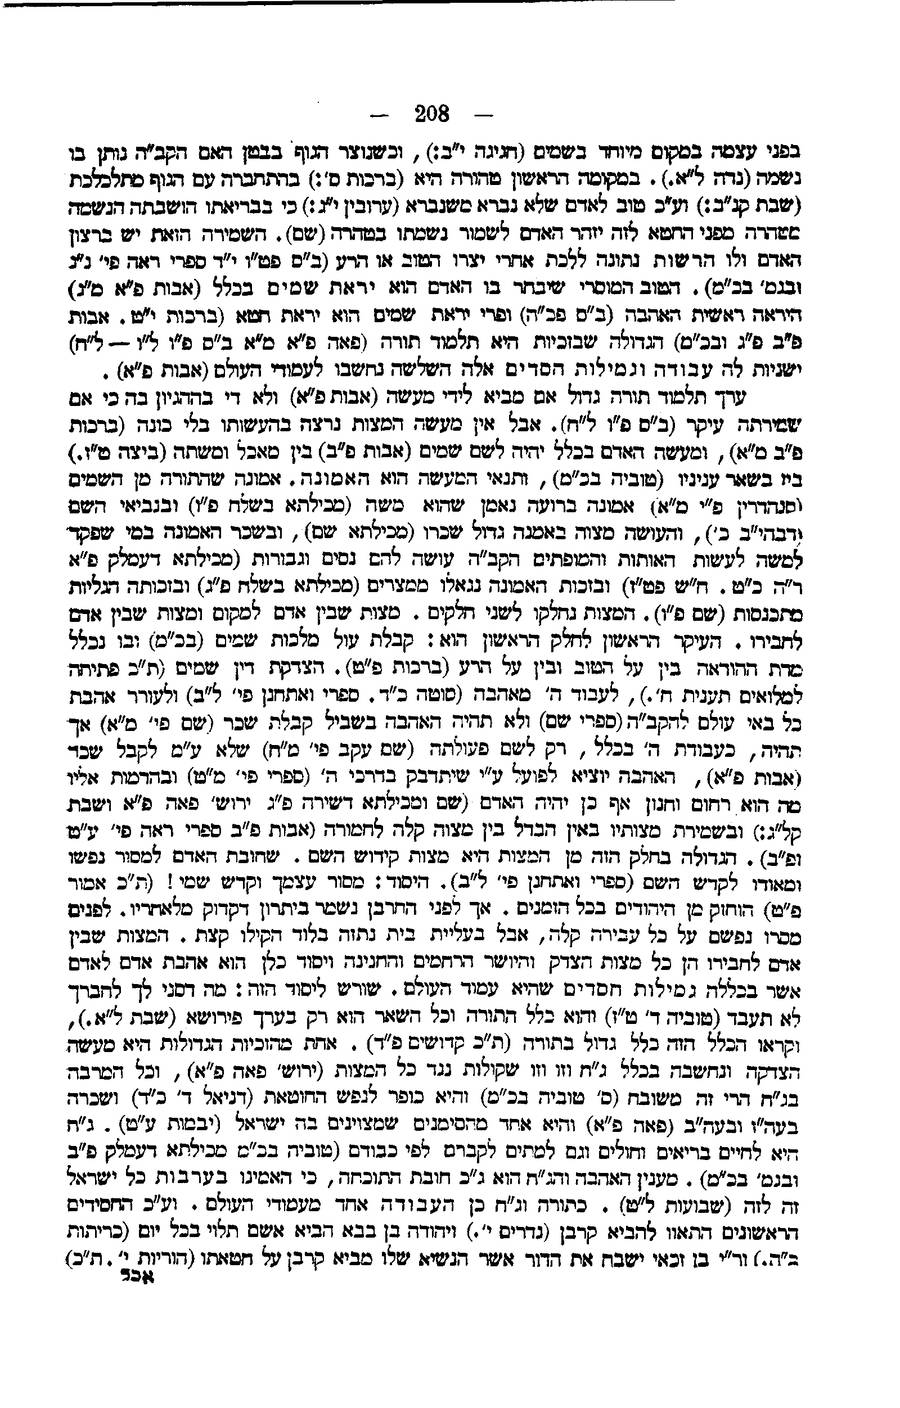 — 208 —
בפני עצמה במקום מיוחד בשמים (חגיגה י"ב:), וכשנוצר הגוף בבטן האם הקב"ה נותן בו
נשמה (נדה ל"א.). במקומה הראשון טהורה היא (ברכות ס':) בהתחברה עם הגוף מתלכלכת
(שבת קנ"ב:) וע"כ טוב לאדם שלא נברא משנברא (ערובין י"ג:) כי בבריאתו הושבתה הנשמה
מטהרה מפני החטא לזה יזהר האדם לשמור נשמתו בטהרה (שם). השמירה הזאת יש ברצון
האדם ולו הרשות נתונה ללכת אחרי יצרו הטוב או הרע (ב"ם פט"ו י"ד ספרי ראה פי' נ"ג
ובגמ' בכ"מ). הטוב המוסרי שיבחר בו האדם הוא יראת שמים בכלל (אבות פ"א מ"ג)
היראה ראשית האהבה (ב"ם פכ"ה) ופרי יראת שמים הוא יראת חטא (ברכות י"ט. אבות
פ"ב פ"ג ובכ"מ) הגדולה שבזכיות היא תלמוד תורה (פאה פ"א מ"א ב"ם פ"ו ל"ו — ל"ח)
ישניות לה עבודה וגמילות חסדים אלה השלשה נחשבו לעמודי העולם (אבות פ"א).
ערך תלמוד תורה גדול אם מביא לידי מעשה (אבות פ"א) ולא די בההגיון בה כי אם
שמירתה עיקר (ב"ם פ"ו ל"ח). אבל אין מעשה המצות נרצה בהעשותו בלי כונה (ברכות
פ"ב מ"א), ומעשה האדם בכלל יהיה לשם שמים (אבות פ"ב) בין מאכל ומשתה (ביצה ט"ז.)
בין בשאר עניניו (טוביה בכ"מ), ותנאי המעשה הוא האמונה. אמונה שהתורה מן השמים
(סנהדרין פ"י מ"א) אמונה ברועה נאמן שהוא משה (מכילתא בשלח פ"ו) ובנביאי השם
(דבהי"ב כ'), והעושה מצוה באמנה גדול שכרו (מכילתא שם), ובשכר האמונה במי שפקד
למשה לעשות האותות והמופתים הקב"ה עושה להם נסים וגבורות (מכילתא דעמלק פ"א
ר"ה כ"ט. ח"ש פט"ז) ובזכות האמונה נגאלו ממצרים (מכילתא בשלח פ"ג) ובזכותה הגליות
מתכנסות (שם פ"ו). המצות נחלקו לשני חלקים. מצות שבין אדם למקום ומצות שבין אדם
לחבירו. העיקר הראשון לחלק הראשון הוא: קבלת עול מלכות שמים (בכ"מ) ובו נכלל
מדת ההוראה בין על הטוב ובין על הרע (ברכות פ"ט). הצדקת דין שמים (ת"כ פתיחה
למלואים תענית ח'.), לעבוד ה' מאהבה (סוטה כ"ד. ספרי ואתחנן פי' ל"ב) ולעורר אהבת
כל באי עולם להקב"ה (ספרי שם) ולא תהיה האהבה בשביל קבלת שכר (שם פי' מ"א) אך
תהיה, כעבודת ה' בכלל, רק לשם פעולתה (שם עקב פי' מ"ח) שלא ע"מ לקבל שכר
(אבות פ"א), האהבה יוציא לפועל ע"י שיתדבק בדרכי ה' (ספרי פי' מ"ט) ובהדמות אליו
מה הוא רחום וחנון אף כן יהיה האדם (שם ומכילתא דשירה פ"ג ירוש' פאה פ"א ושבת
קל"ג:) ובשמירת מצותיו באין הבדל בין מצוה קלה לחמורה (אבות פ"ב ספרי ראה פי' ע"ט
ופ"ב). הגדולה בחלק הזה מן המצות היא מצות קידוש השם. שחובת האדם למסור נפשו
ומאודו לקדש השם (ספרי ואתחנן פי' ל"ב). היסוד: מסור עצמך וקדש שמי! (ת"כ אמור
פ"ט) הוחזק מן היהודים בכל הזמנים. אך לפני החרבן נשמר ביתרון דקדוק מלאחריו. לפנים
מסרו נפשם על כל עבירה קלה, אבל בעליית בית נתזה בלוד הקילו קצת. המצות שבין
אדם לחבירו הן כל מצות הצדק והיושר הרחמים והחנינה ויסוד כלן הוא אהבת אדם לאדם
אשר בכללה גמילות חסדים שהיא עמוד העולם. שורש ליסוד הזה: מה דסני לך לחברך
לא תעבד (טוביה ד' ט"ז) והוא כלל התורה וכל השאר הוא רק בערך פירושא (שבת ל"א.),
וקראו הכלל הזה כלל גדול בתורה (ת"כ קדושים פ"ד). אחת מהזכיות הגדולות היא מעשה
הצדקה ונחשבה בכלל ג"ח וזו וזו שקולות נגד כל המצות (ירוש' פאה פ"א), וכל המרבה
בג"ח הרי זה משובח (ס' טוביה בכ"מ) והיא כופר לנפש החוטאת (דניאל ד' כ"ד) ושכרה
בעה"ז ובעה"ב (פאה פ"א) והיא אחד מהסימנים שמצוינים בה ישראל (יבמות ע"ט). ג"ח
היא לחיים בריאים וחולים וגם למתים לקברם לפי כבודם (טוביה בכ"מ מכילתא דעמלק פ"ב
ובגמ' בכ"מ). מענין האהבה והג"ח הוא ג"כ חובת התוכחה, כי האמינו בערבות כל ישראל
זה לזה (שבועות ל"ט). כתורה וג"ח כן העבודה אחד מעמודי העולם. וע"כ החסידים
הראשונים התאוו להביא קרבן (נדרים י'.) ויהודה בן בבא הביא אשם תלוי בכל יום (כריתות
כ"ה.) ור"י בן זכאי ישבח את הדור אשר הנשיא שלו מביא קרבן על חטאתו (הוריות י'. ת"כ)
אבל